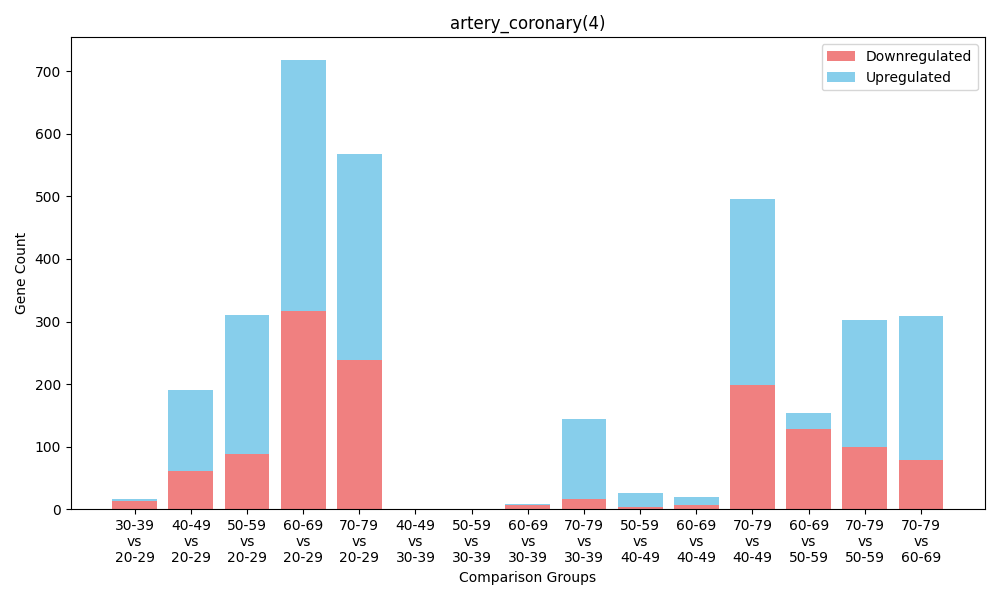 artery_coronary(4)
Downregulated
Upregulated
Gene Count
700
600
500
400
300
200
100
0
30-39 vs 20-29
40-49 vs 20-29
50-59 vs 20-29
60-69 vs 20-29
70-79 vs 20-29
40-49 vs 30-39
50-59 vs 30-39
60-69 vs 30-39
70-79 vs 30-39
50-59 vs 40-49
60-69 vs 40-49
70-79 vs 40-49
60-69 vs 50-59
70-79 vs 50-59
70-79 vs 60-69
Comparison Groups